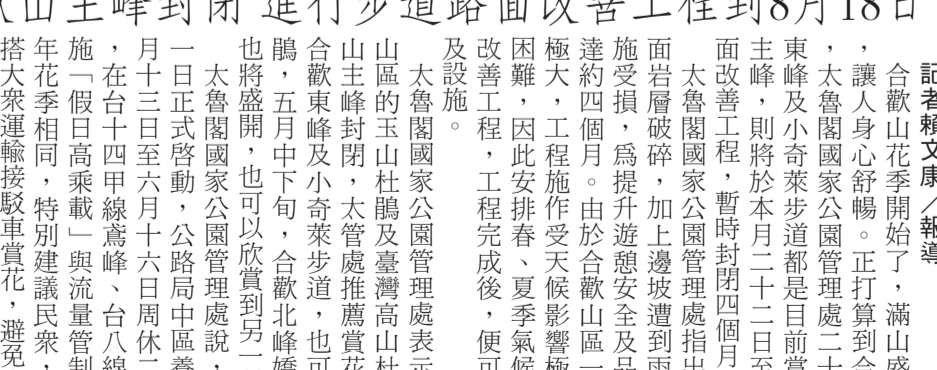 山主峰封閉 進行步道路面改善工程到8月18日
記者賴文康／報導
合歡山花季開始了，滿山盛
，讓人身心舒暢。正打算到合
，太魯閣國家公園管理處二十
東峰及小奇萊步道都是目前賞
主峰，則將於本月二十二日至
面改善工程，暫時封閉四個月
太魯閣國家公園管理處指出
面岩層破碎，加上邊坡遭到雨
施受損，為提升遊憩安全及品
達約四個月。由於合歡山區一
極大，工程施作受天候影響極
困難，因此安排春、夏季氣候
改善工程，工程完成後，便可
及設施。
太魯閣國家公園管理處表示
山區的玉山杜鵑及臺灣高山杜
山主峰封閉，太管處推薦賞花
合歡東峰及小奇萊步道，也可
鵑，五月中下旬，合歡北峰嬌
也將盛開，也可以欣賞到另一
太魯閣國家公園管理處說，
一日正式啓動，公路局中區養
月十三日至六月十六日周休二
，在台十四甲線鳶峰、台八線
施「假日高乘載」與流量管制
年花季相同，特別建議民眾，
搭大衆運輸接駁車賞花，避免